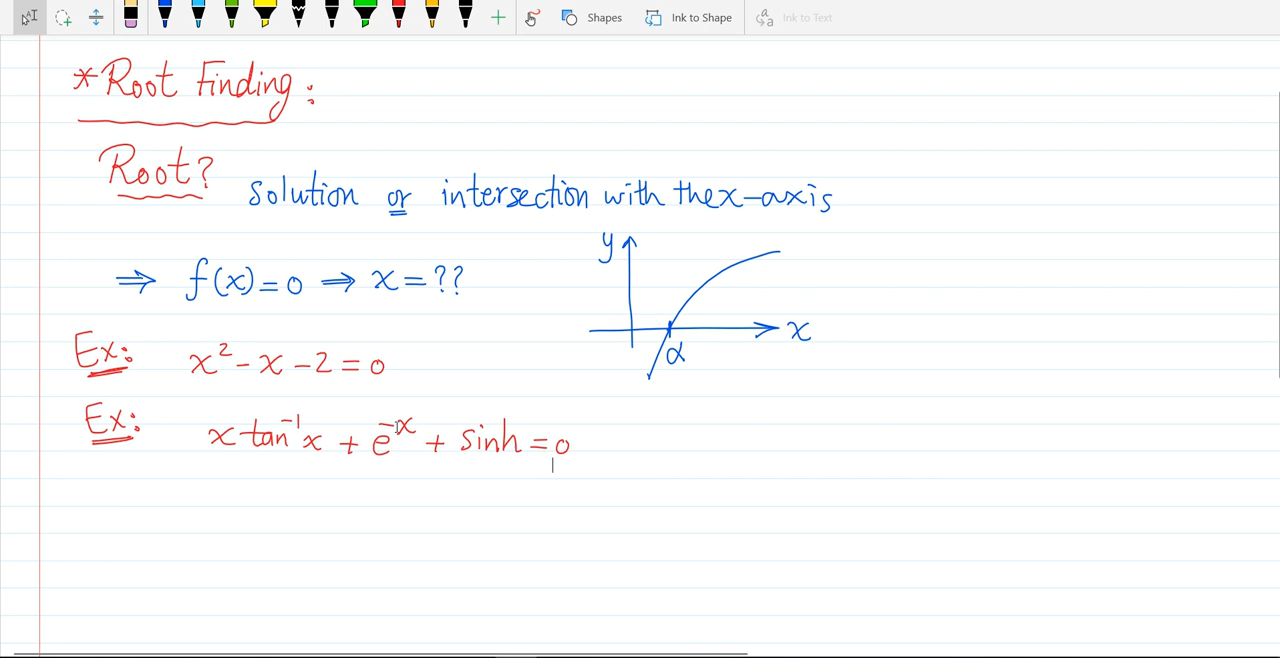 Shapes
Ink to Shape
Ink to Text
*Root Finding:
Root?
Solution or intersection with the x-axis
⇒ f(x)=0 ⇒ x=??
y
x
α
Ex: x² - x - 2 = 0
Ex: x tan⁻¹x + e⁻ˣ + sinh = 0